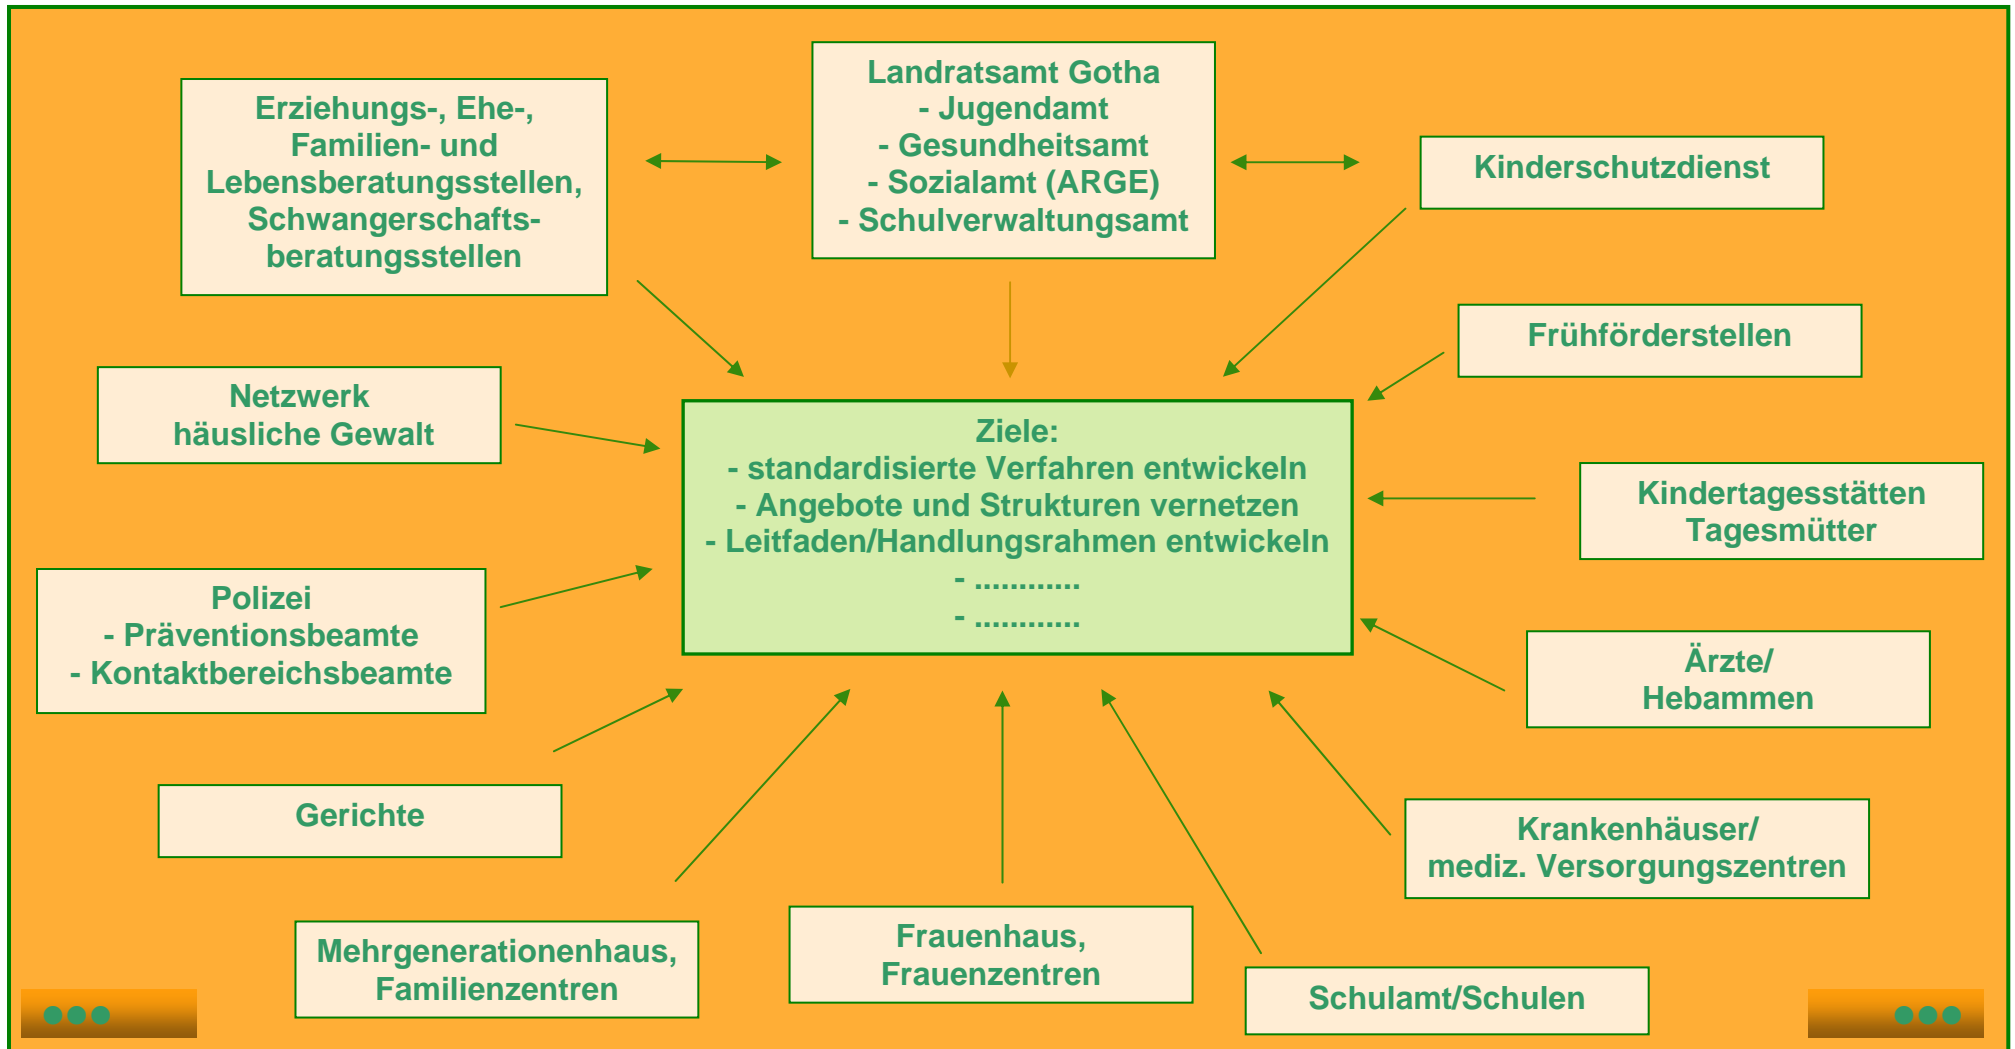 Landratsamt Gotha
- Jugendamt
- Gesundheitsamt
- Sozialamt (ARGE)
- Schulverwaltungsamt
Erziehungs-, Ehe-,
Familien- und
Lebensberatungsstellen,
Schwangerschafts-
beratungsstellen
Kinderschutzdienst
Frühförderstellen
Netzwerk
häusliche Gewalt
Ziele:
- standardisierte Verfahren entwickeln
- Angebote und Strukturen vernetzen
- Leitfaden/Handlungsrahmen entwickeln
- ............
- ............
Kindertagesstätten
Tagesmütter
Polizei
- Präventionsbeamte
- Kontaktbereichsbeamte
Ärzte/
Hebammen
Gerichte
Krankenhäuser/
mediz. Versorgungszentren
Mehrgenerationenhaus,
Familienzentren
Frauenhaus,
Frauenzentren
Schulamt/Schulen